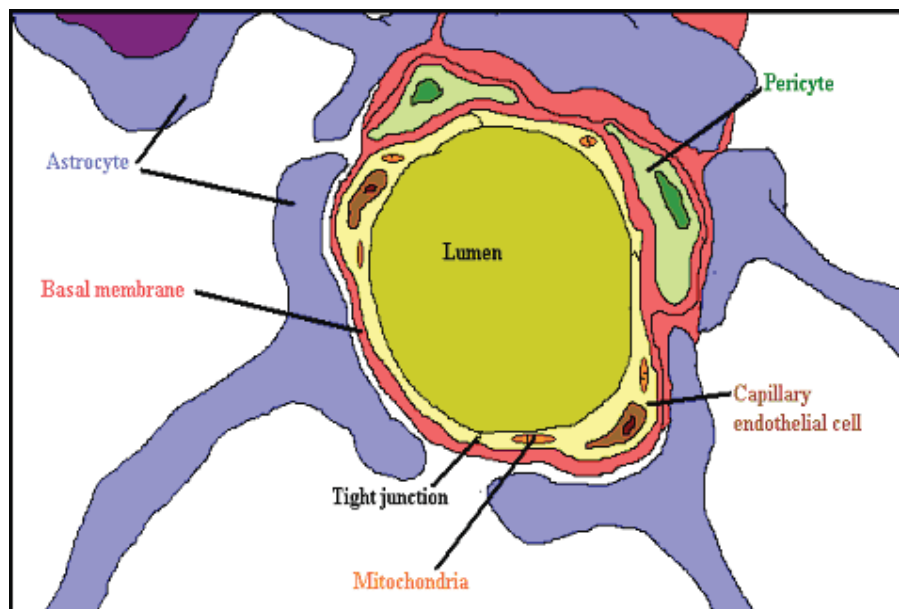 Pericyte
Astrocyte
Lumen
Basal membrane
Capillary
endothelial cell
Tight junction
Mitochondria